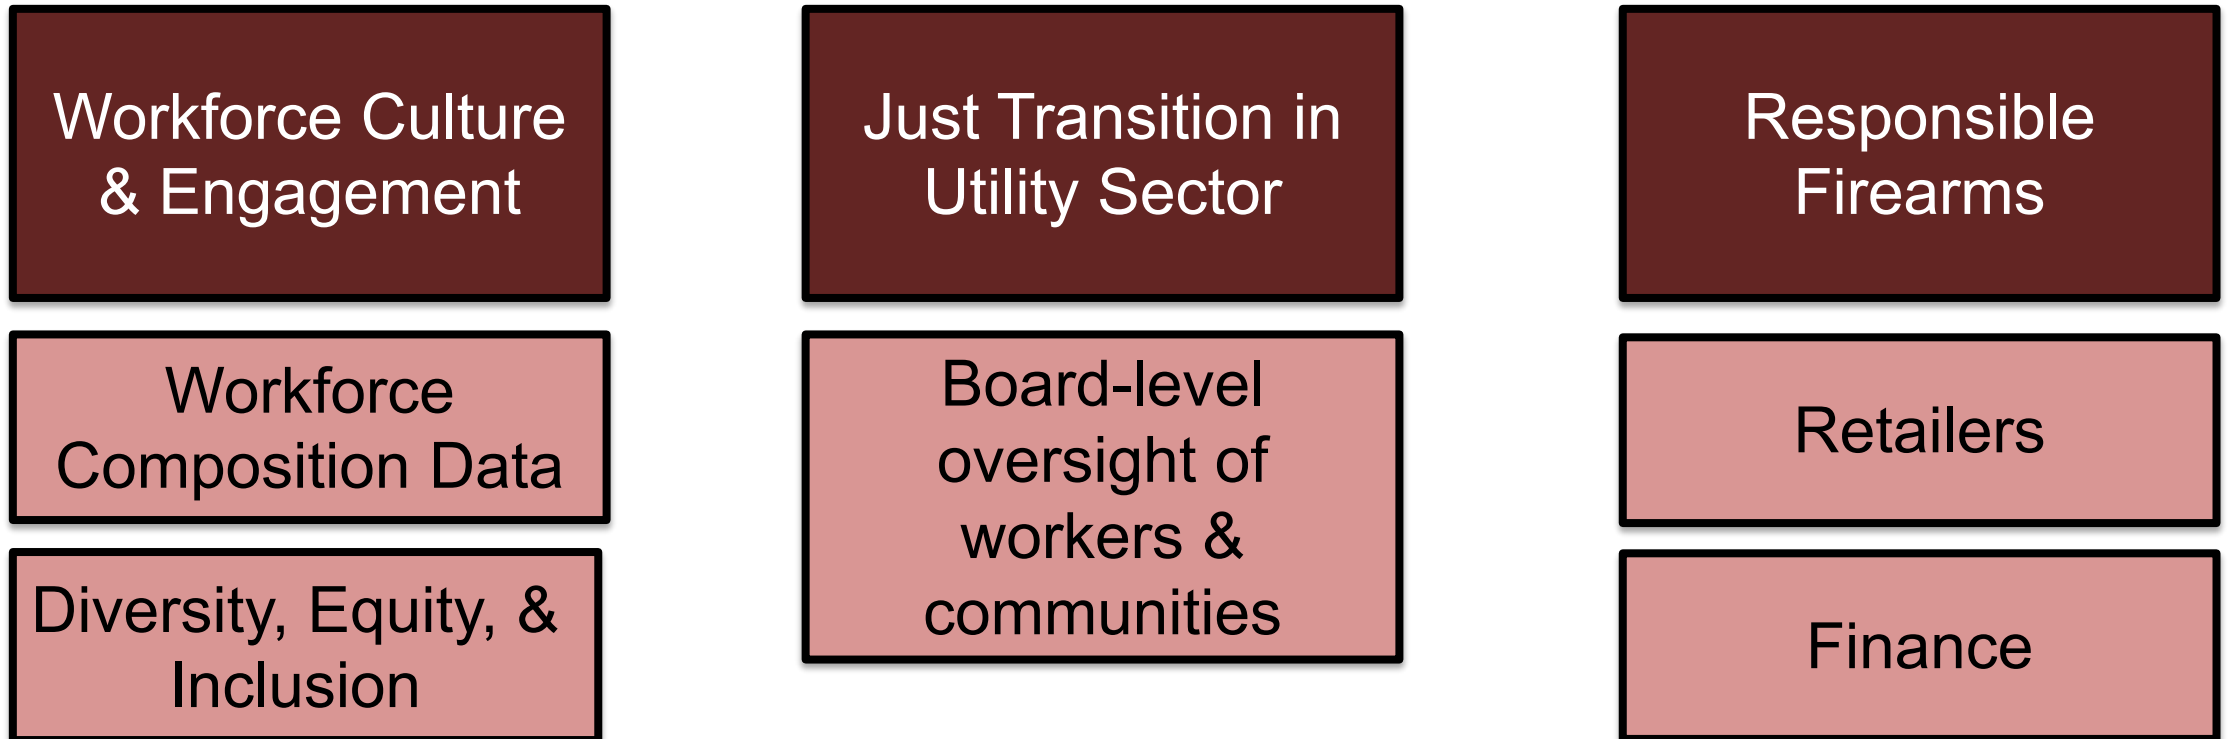 Workforce Culture
& Engagement
Workforce
Composition Data
Diversity, Equity, &
Inclusion
Just Transition in
Utility Sector
Board-level
oversight of
workers &
communities
Responsible
Firearms
Retailers
Finance